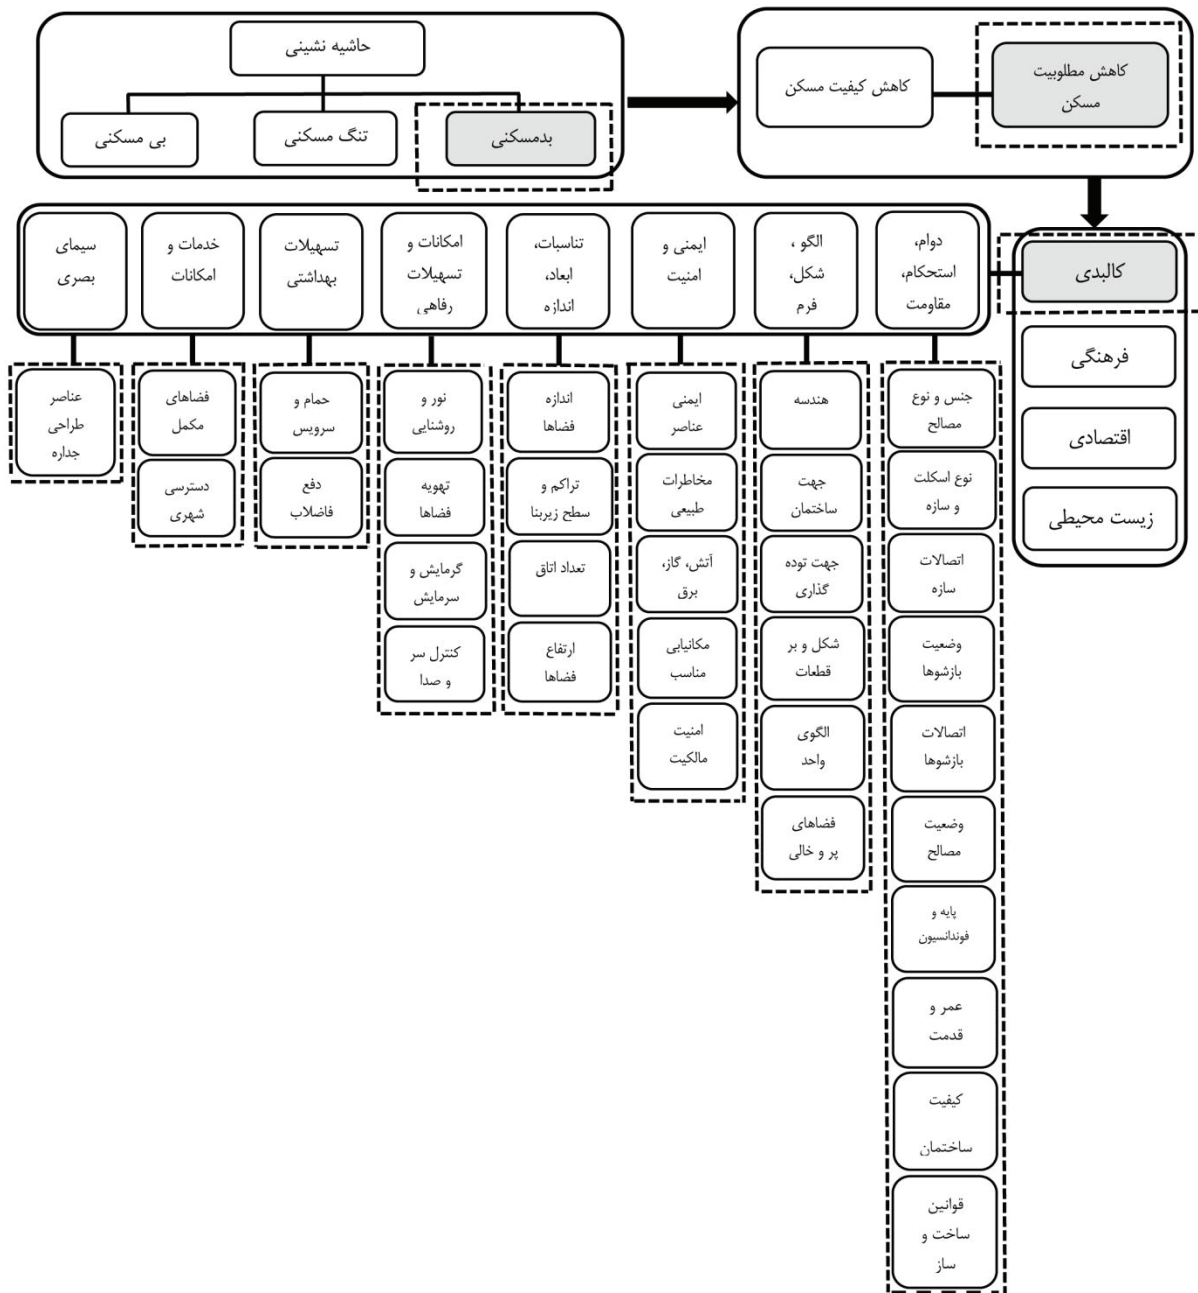 حاشیه نشینی
بدمسکنی
تنگ مسکنی
بی مسکنی
کاهش مطلوبیت
مسکن
کاهش کیفیت مسکن
کالبدی
فرهنگی
اقتصادی
زیست محیطی
دوام،
استحکام،
مقاومت
الگو ،
شکل،
فرم
ایمنی و
امنیت
تناسبات،
ابعاد،
اندازه
امکانات و
تسهیلات
رفاهی
تسهیلات
بهداشتی
خدمات و
امکانات
سیمای
بصری
جنس و نوع
مصالح
نوع اسکلت
و سازه
اتصالات
سازه
وضعیت
بازشوها
اتصالات
بازشوها
وضعیت
مصالح
پایه و
فوندانسیون
عمر و
قدمت
کیفیت
ساختمان
قوانین
ساخت و
ساز
هندسه
جهت
ساختمان
جهت توده
گذاری
شکل و بر
قطعات
الگوی
واحد
فضاهای
پر و خالی
ایمنی
عناصر
مخاطرات
طبیعی
آتش، گاز،
برق
مکانیابی
مناسب
امنیت
مالکیت
اندازه
فضاها
تراکم و
سطح زیربنا
تعداد اتاق
ارتفاع
فضاها
نور و
روشنایی
تهویه
فضاها
گرمایش و
سرمایش
کنترل سر
و صدا
حمام و
سرویس
دفع
فاضلاب
فضاهای
مکمل
دسترسی
شهری
عناصر
طراحی
جداره